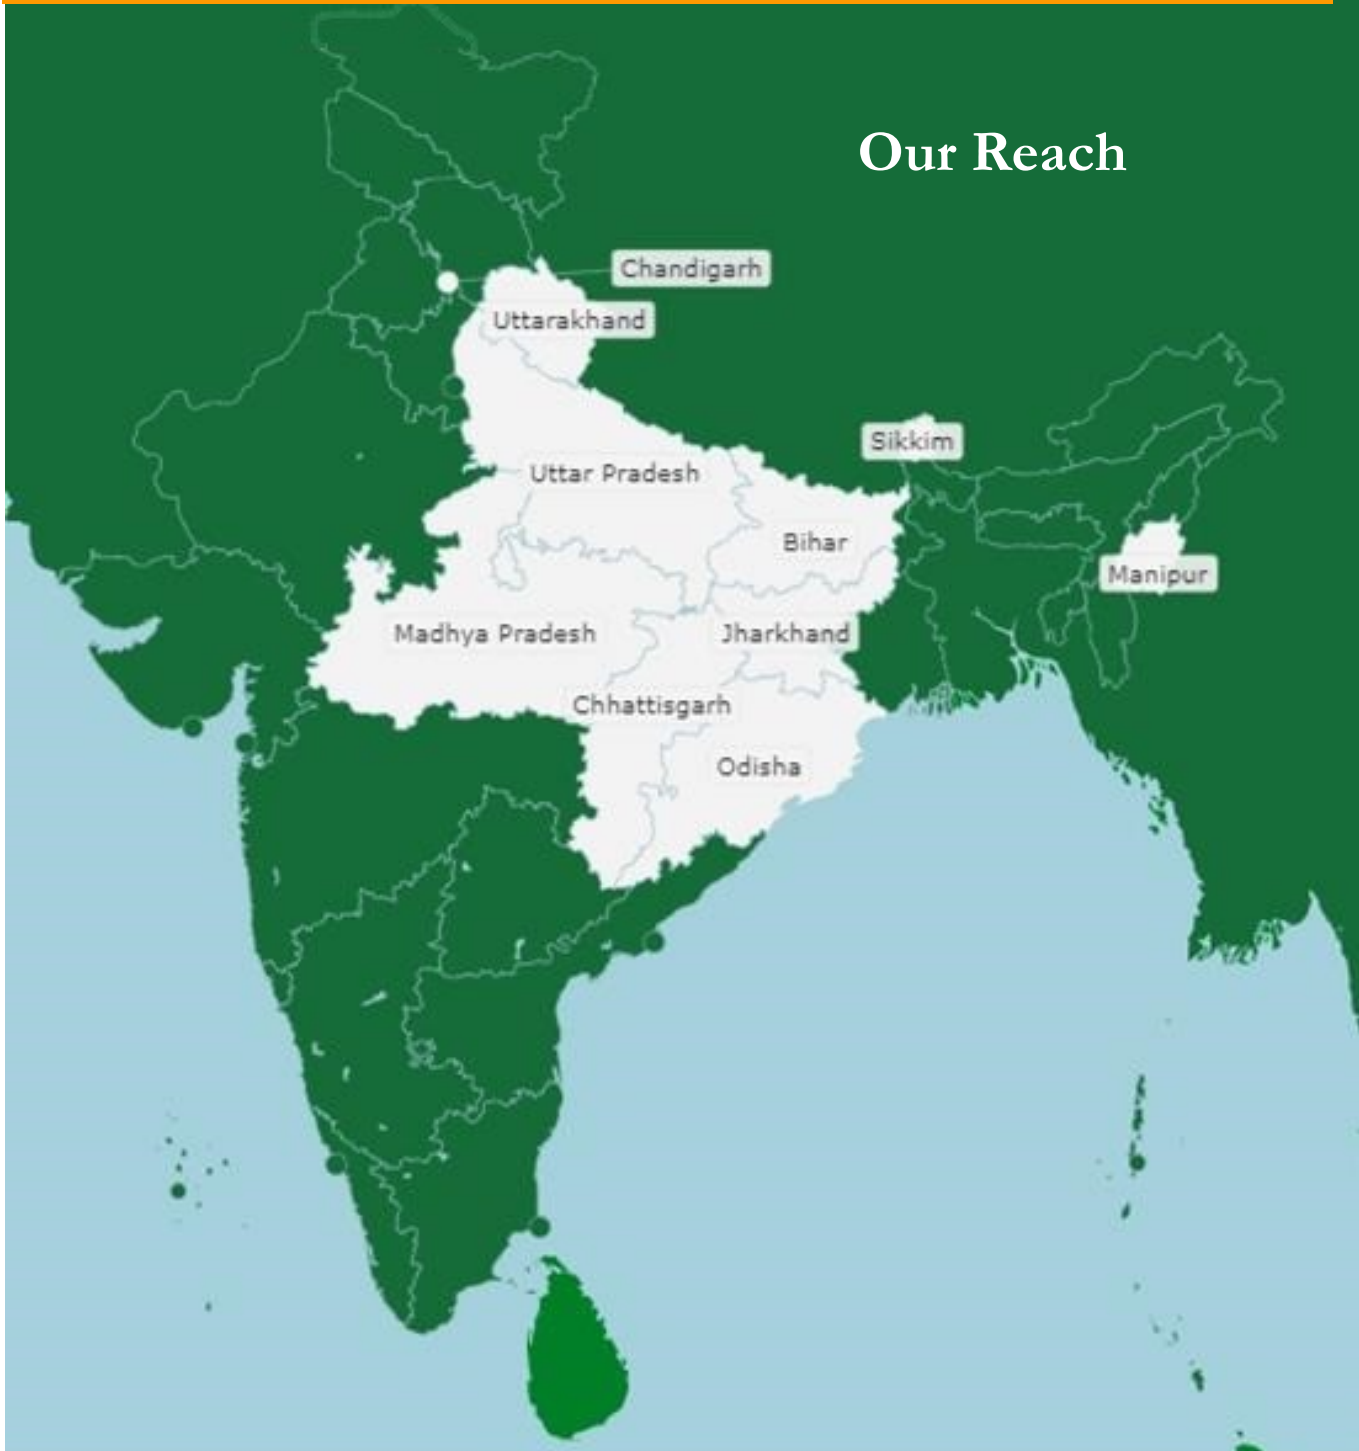 Our Reach
Chandigarh
Uttarakhand
Sikkim
Uttar Pradesh
Bihar
Manipur
Madhya Pradesh
Jharkhand
Chhattisgarh
Odisha